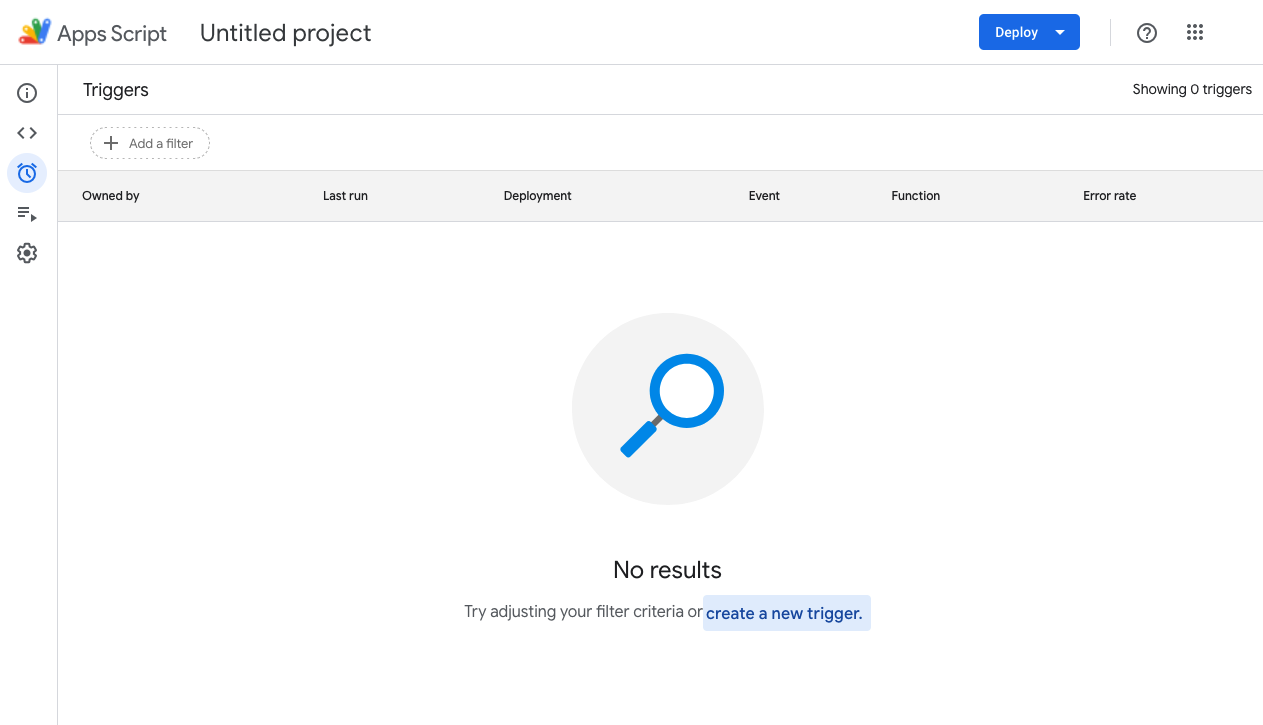 Apps Script
Untitled project
Deploy
Triggers
Showing 0 triggers
Add a filter
Owned by Last run Deployment Event Function Error rate
No results
Try adjusting your filter criteria or create a new trigger.